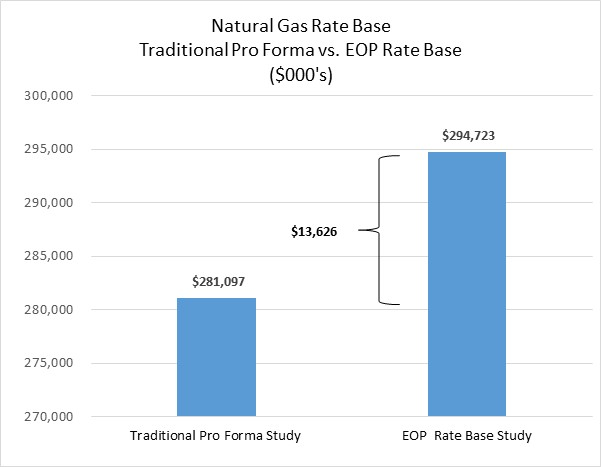 Natural Gas Rate Base
Traditional Pro Forma vs. EOP Rate Base
($000's)
300,000
295,000
290,000
285,000
280,000
275,000
270,000
$281,097
$13,626
$294,723
Traditional Pro Forma Study
EOP Rate Base Study